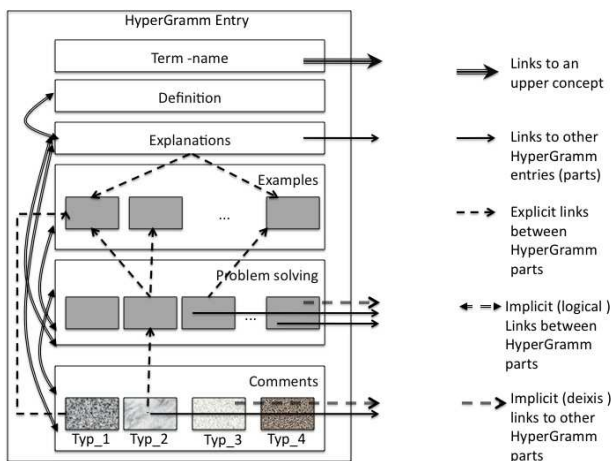 HyperGramm Entry
Term -name
Definition
Explanations
Examples
...
Problem solving
...
Comments
Typ_1 Typ_2 Typ_3 Typ_4
Links to an
upper concept
Links to other
HyperGramm
entries (parts)
Explicit links
between
HyperGramm
parts
Implicit (logical )
Links between
HyperGramm
parts
Implicit (deixis )
links to other
HyperGramm
parts